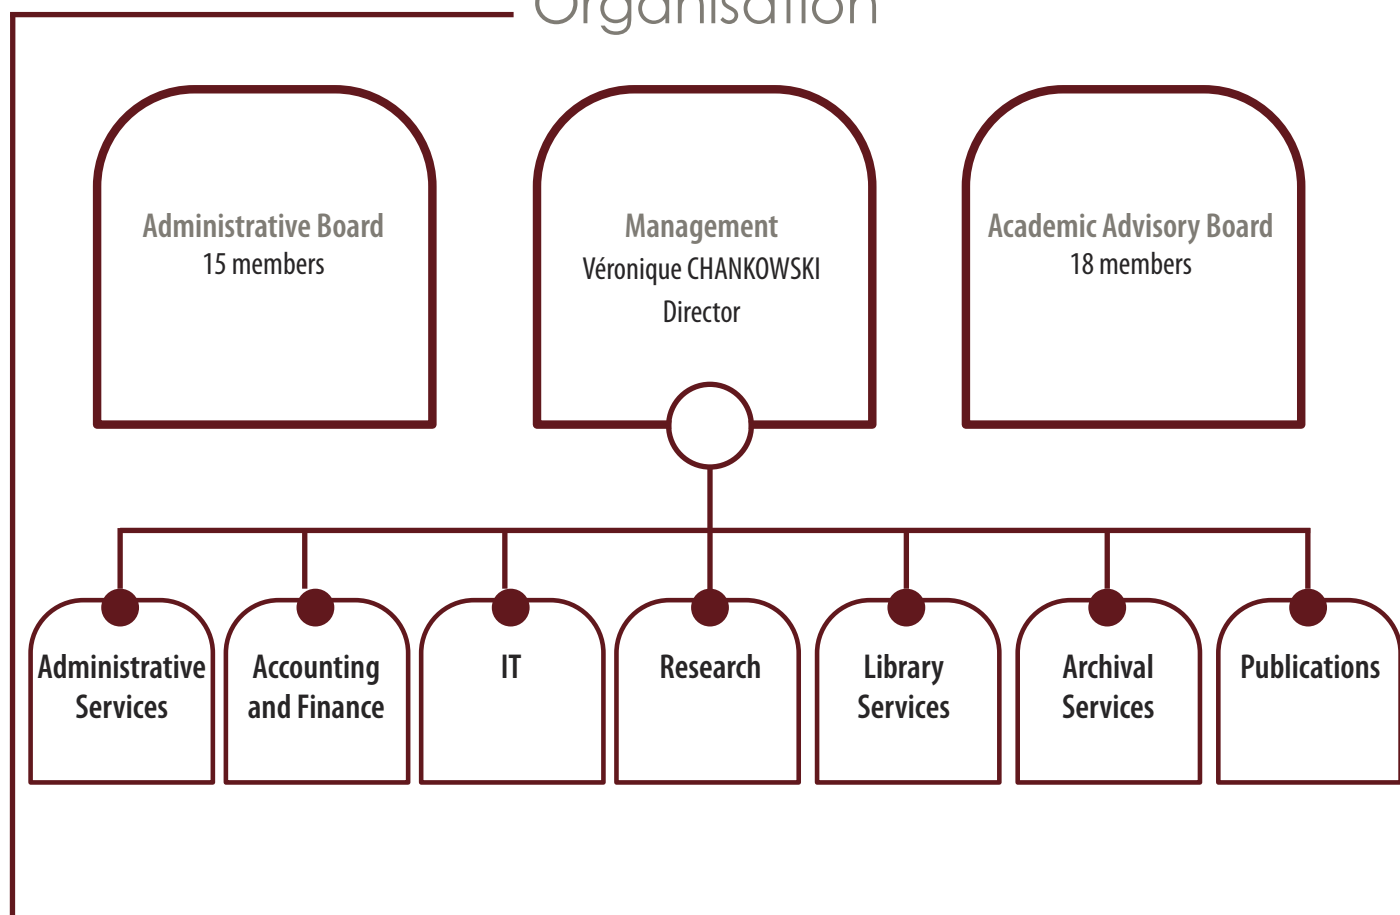 Organisation
Administrative Board
15 members
Management
Véronique CHANKOWSKI
Director
Academic Advisory Board
18 members
Administrative
Services
Accounting
and Finance
IT
Research
Library
Services
Archival
Services
Publications